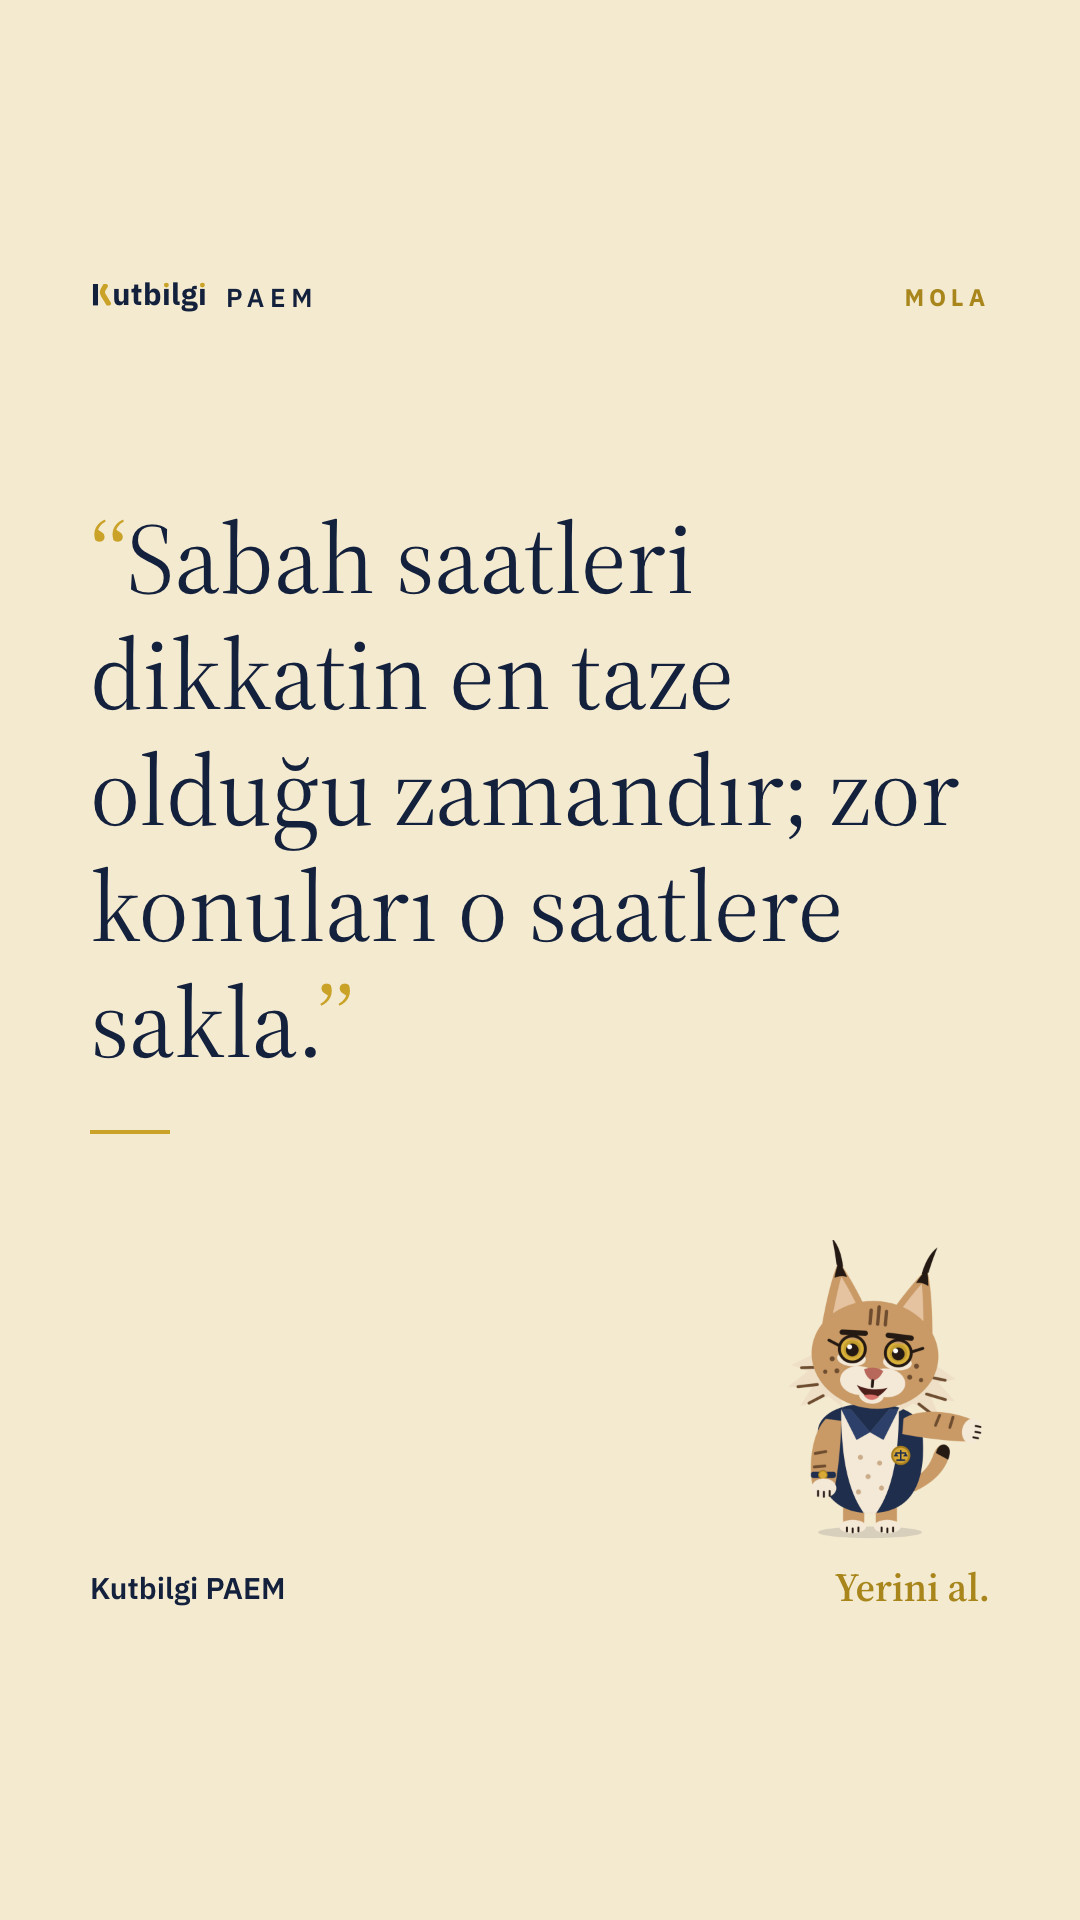 Kutbilgi PAEM
MOLA
“Sabah saatleri
dikkatin en taze
olduğu zamandır; zor
konuları o saatlere
sakla.”
Kutbilgi PAEM
Yerini al.